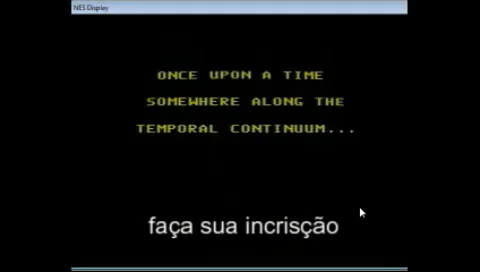 NES Display
ONCE UPON A TIME
SOMEWHERE ALONG THE
TEMPORAL CONTINUUM...
faça sua incrisção